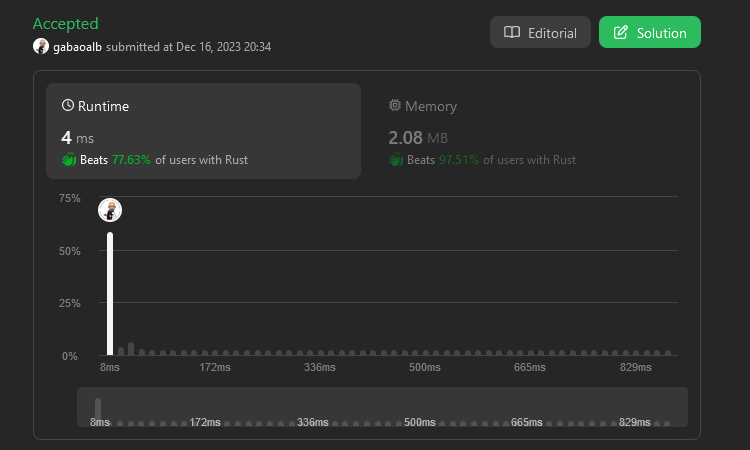 Accepted
gabaoalb submitted at Dec 16, 2023 20:34
Editorial
Solution
Runtime
4 ms
Beats 77.63% of users with Rust
Memory
2.08 MB
Beats 97.51% of users with Rust
75%
50%
25%
0%
8ms 172ms 336ms 500ms 665ms 829ms
8ms 172ms 336ms 500ms 665ms 829ms